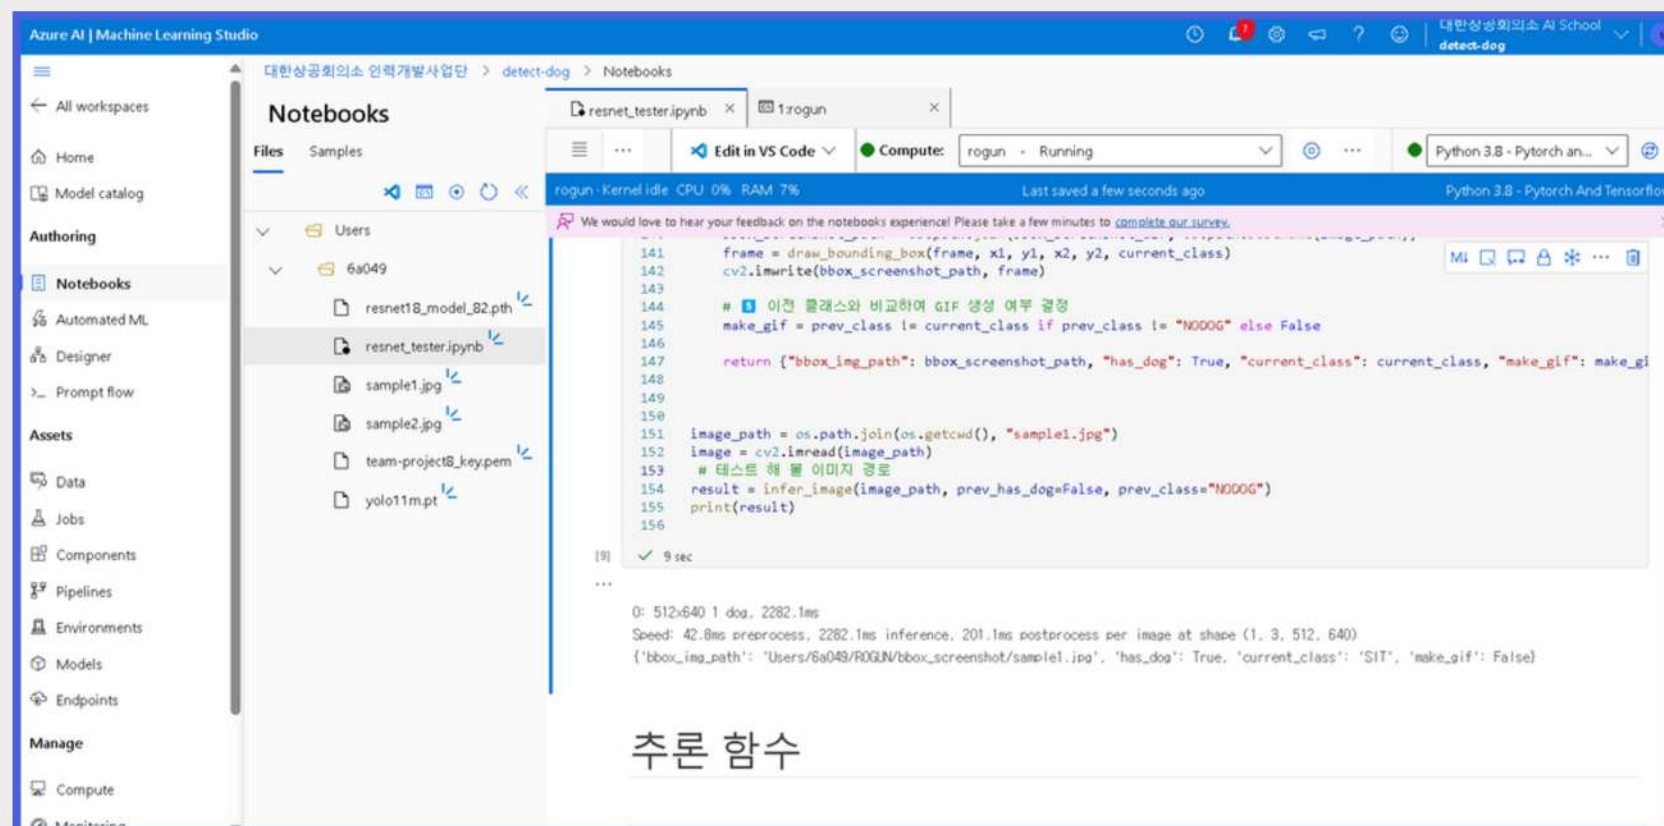 Azure AI | Machine Learning Studio
7
대한상공회의소 AI School
detect-dog
All workspaces
Home
Model catalog
Authoring
Notebooks
Automated ML
Designer
Prompt flow
Assets
Data
Jobs
Components
Pipelines
Environments
Models
Endpoints
Manage
Compute
Monitoring
대한상공회의소 인력개발사업단 > detect-dog > Notebooks
Notebooks
Files Samples
Users
6a049
resnet18_model_82.pth
resnet_tester.ipynb
sample1.jpg
sample2.jpg
team-project8_key.pem
yolo11m.pt
resnet_tester.ipynb × 1:rogun ×
... Edit in VS Code Compute: rogun - Running ... Python 3.8 - Pytorch an...
rogun · Kernel idle CPU 0% RAM 7% Last saved a few seconds ago Python 3.8 - Pytorch And Tensorflow
We would love to hear your feedback on the notebooks experience! Please take a few minutes to complete our survey.
141 frame = draw_bounding_box(frame, x1, y1, x2, y2, current_class)
142 cv2.imwrite(bbox_screenshot_path, frame)
143
144 # 5 이전 클래스와 비교하여 GIF 생성 여부 결정
145 make_gif = prev_class != current_class if prev_class != "NODOG" else False
146
147 return {"bbox_img_path": bbox_screenshot_path, "has_dog": True, "current_class": current_class, "make_gif": make_gi
148
149
150
151 image_path = os.path.join(os.getcwd(), "sample1.jpg")
152 image = cv2.imread(image_path)
153 # 테스트 해 볼 이미지 경로
154 result = infer_image(image_path, prev_has_dog=False, prev_class="NODOG")
155 print(result)
156
[9] 9 sec
...
0: 512x640 1 dog, 2282.1ms
Speed: 42.8ms preprocess, 2282.1ms inference, 201.1ms postprocess per image at shape (1, 3, 512, 640)
{'bbox_img_path': 'Users/6a049/ROGUN/bbox_screenshot/sample1.jpg', 'has_dog': True, 'current_class': 'SIT', 'make_gif': False}
추론 함수